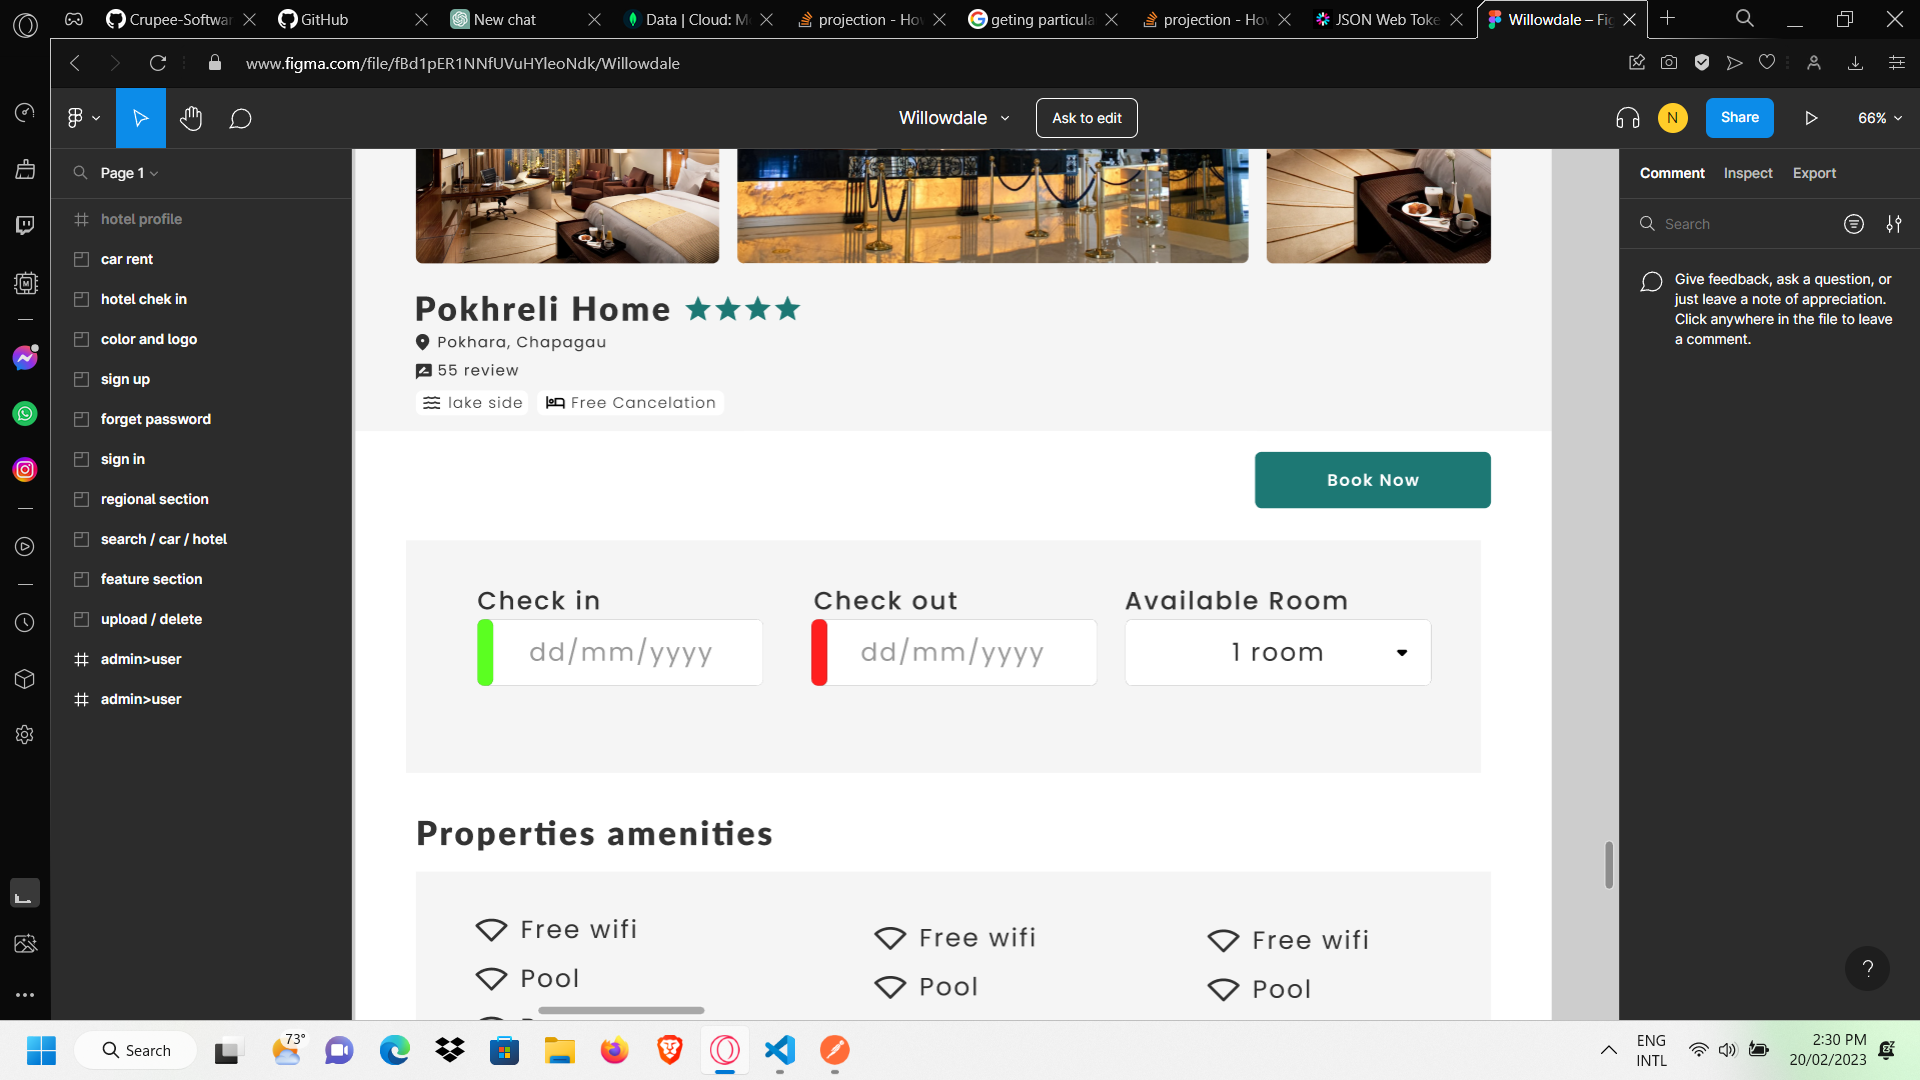 Crupee-Softwar
GitHub
New chat
Data | Cloud: Mo
projection - Hov
geting particula
projection - Hov
JSON Web Toke
Willowdale – Fig
www.figma.com/file/fBd1pER1NNfUVuHYleoNdk/Willowdale
Willowdale
Ask to edit
N
Share
66%
Page 1
hotel profile
car rent
hotel chek in
color and logo
sign up
forget password
sign in
regional section
search / car / hotel
feature section
upload / delete
admin>user
admin>user
Pokhreli Home
Pokhara, Chapagau
55 review
lake side
Free Cancelation
Book Now
Check in
Check out
Available Room
dd/mm/yyyy
dd/mm/yyyy
1 room
Properties amenities
Free wifi
Free wifi
Free wifi
Pool
Pool
Pool
Comment
Inspect
Export
Search
Give feedback, ask a question, or
just leave a note of appreciation.
Click anywhere in the file to leave
a comment.
?
Search
73°
ENG
INTL
2:30 PM
20/02/2023